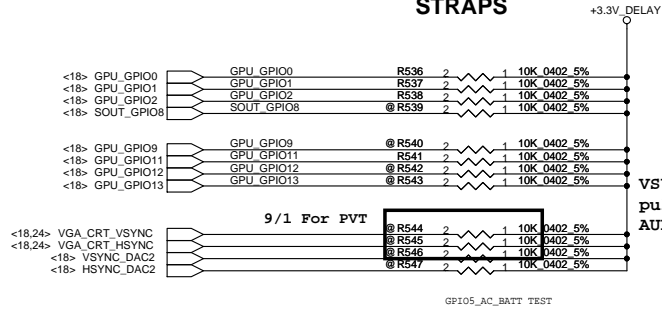 STRAPS
+3.3V_DELAY
<18> GPU_GPIO0 GPU_GPIO0 R536 2 1 10K_0402_5%
<18> GPU_GPIO1 GPU_GPIO1 R537 2 1 10K_0402_5%
<18> GPU_GPIO2 GPU_GPIO2 R538 2 1 10K_0402_5%
<18> SOUT_GPIO8 SOUT_GPIO8 @ R539 2 1 10K_0402_5%
<18> GPU_GPIO9 GPU_GPIO9 @ R540 2 1 10K_0402_5%
<18> GPU_GPIO11 GPU_GPIO11 R541 2 1 10K_0402_5%
<18> GPU_GPIO12 GPU_GPIO12 @ R542 2 1 10K_0402_5%
<18> GPU_GPIO13 GPU_GPIO13 @ R543 2 1 10K_0402_5%
VS
pu
AU
9/1 For PVT
<18,24> VGA_CRT_VSYNC @ R544 2 1 10K_0402_5%
<18,24> VGA_CRT_HSYNC @ R545 2 1 10K_0402_5%
<18> VSYNC_DAC2 @ R546 2 1 10K_0402_5%
<18> HSYNC_DAC2 @ R547 2 1 10K_0402_5%
GPIO5_AC_BATT TEST